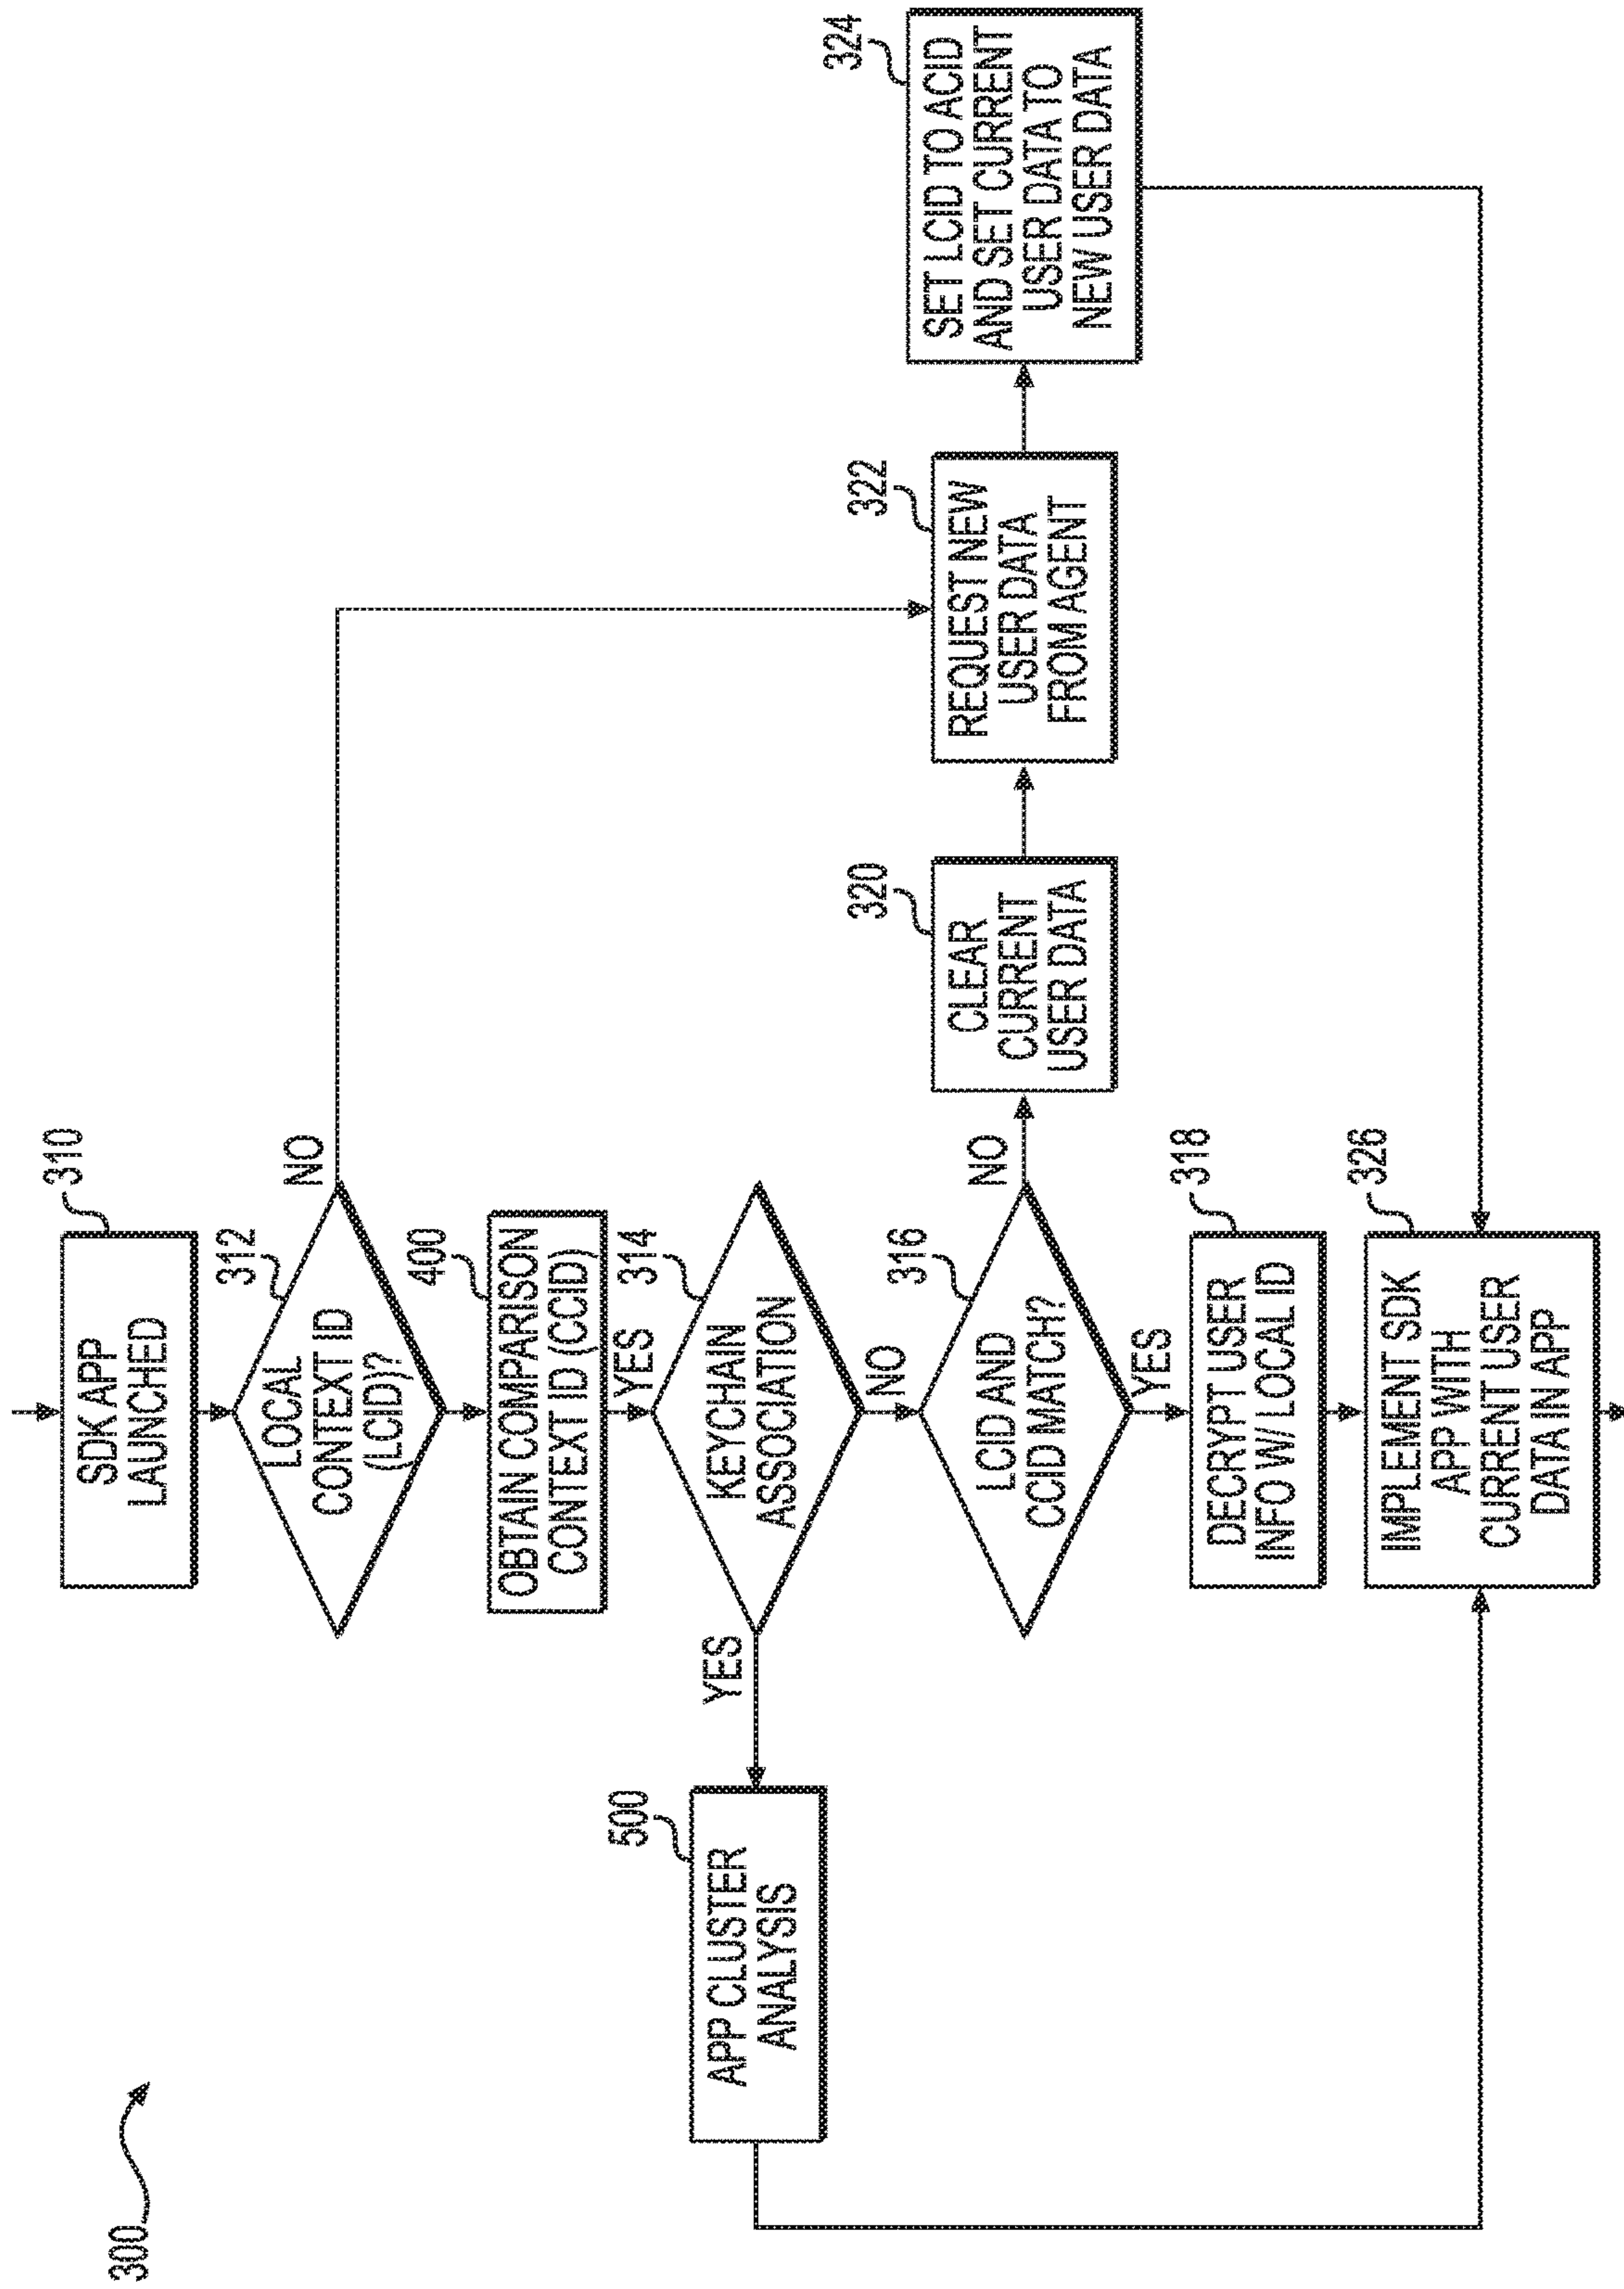 300
310
SDK APP
LAUNCHED
312
LOCAL
CONTEXT ID
(LCID)?
NO
400
OBTAIN COMPARISON
CONTEXT ID (CCID)
YES
314
KEYCHAIN
ASSOCIATION
YES
NO
500
APP CLUSTER
ANALYSIS
316
LCID AND
CCID MATCH?
NO
YES
320
CLEAR
CURRENT
USER DATA
322
REQUEST NEW
USER DATA
FROM AGENT
324
SET LCID TO ACID
AND SET CURRENT
USER DATA TO
NEW USER DATA
318
DECRYPT USER
INFO W/ LOCAL ID
326
IMPLEMENT SDK
APP WITH
CURRENT USER
DATA IN APP